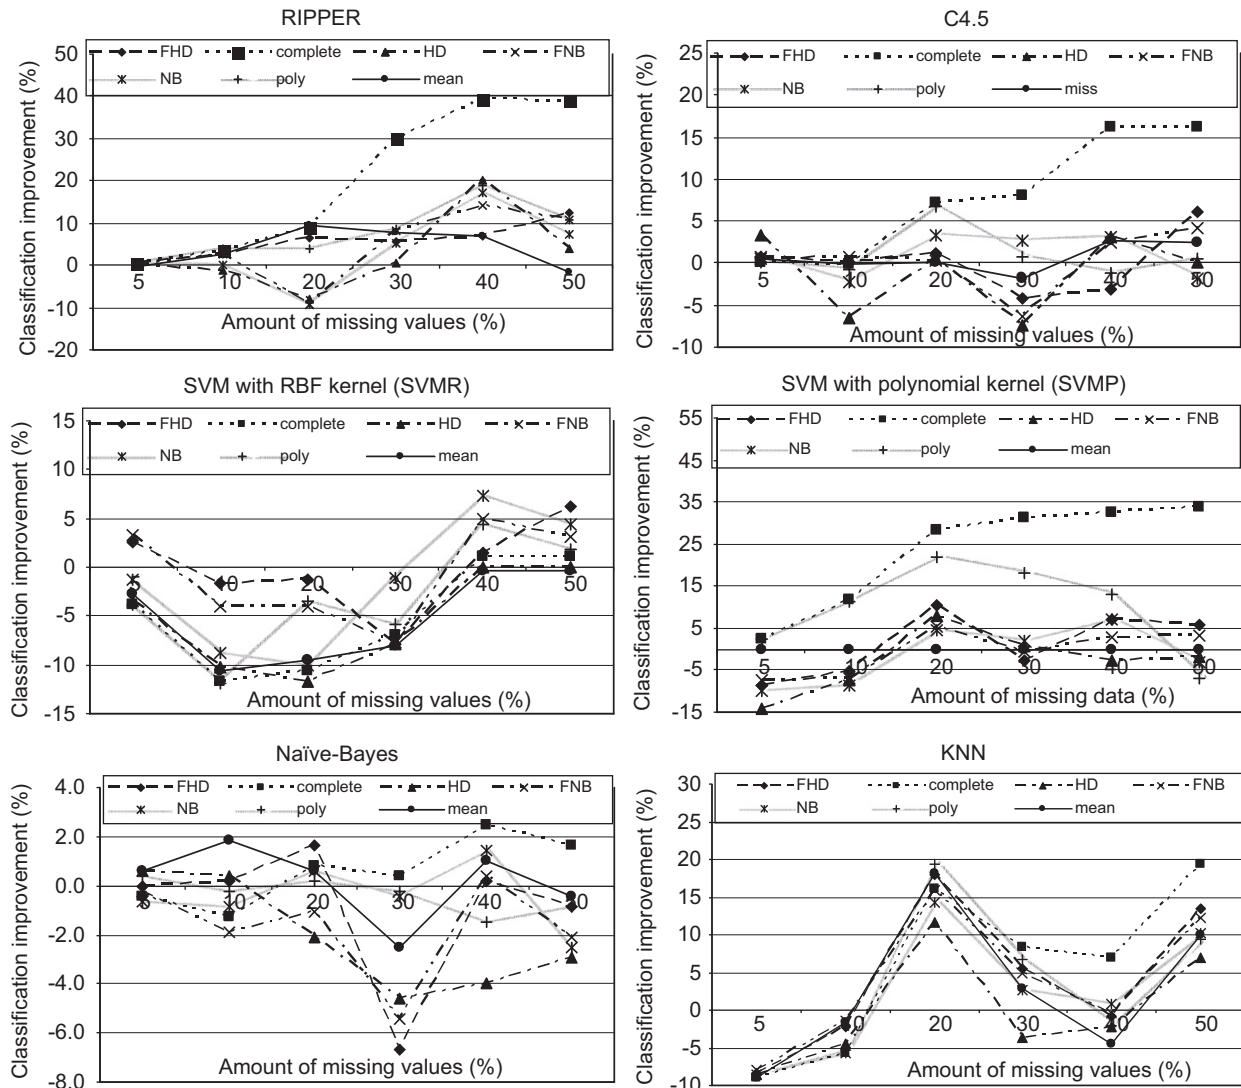 RIPPER
Classification improvement (%)
50
40
30
20
10
0
-10
-20
FHD complete HD FNB
NB poly mean
5 10 20 30 40 50
Amount of missing values (%)
C4.5
Classification improvement (%)
25
20
15
10
5
0
-5
-10
FHD complete HD FNB
NB poly miss
5 10 20 30 40 50
Amount of missing values (%)
SVM with RBF kernel (SVMR)
Classification improvement (%)
15
10
5
0
-5
-10
-15
FHD complete HD FNB
NB poly mean
5 10 20 30 40 50
Amount of missing values (%)
SVM with polynomial kernel (SVMP)
Classification improvement (%)
55
45
35
25
15
5
-5
-15
FHD complete HD FNB
NB poly mean
5 10 20 30 40 50
Amount of missing data (%)
Naïve-Bayes
Classification improvement (%)
4.0
2.0
0.0
-2.0
-4.0
-6.0
-8.0
FHD complete HD FNB
NB poly mean
5 10 20 30 40 50
Amount of missing values (%)
KNN
Classification improvement (%)
30
25
20
15
10
5
0
-5
-10
FHD complete HD FNB
NB poly mean
5 10 20 30 40 50
Amount of missing values (%)